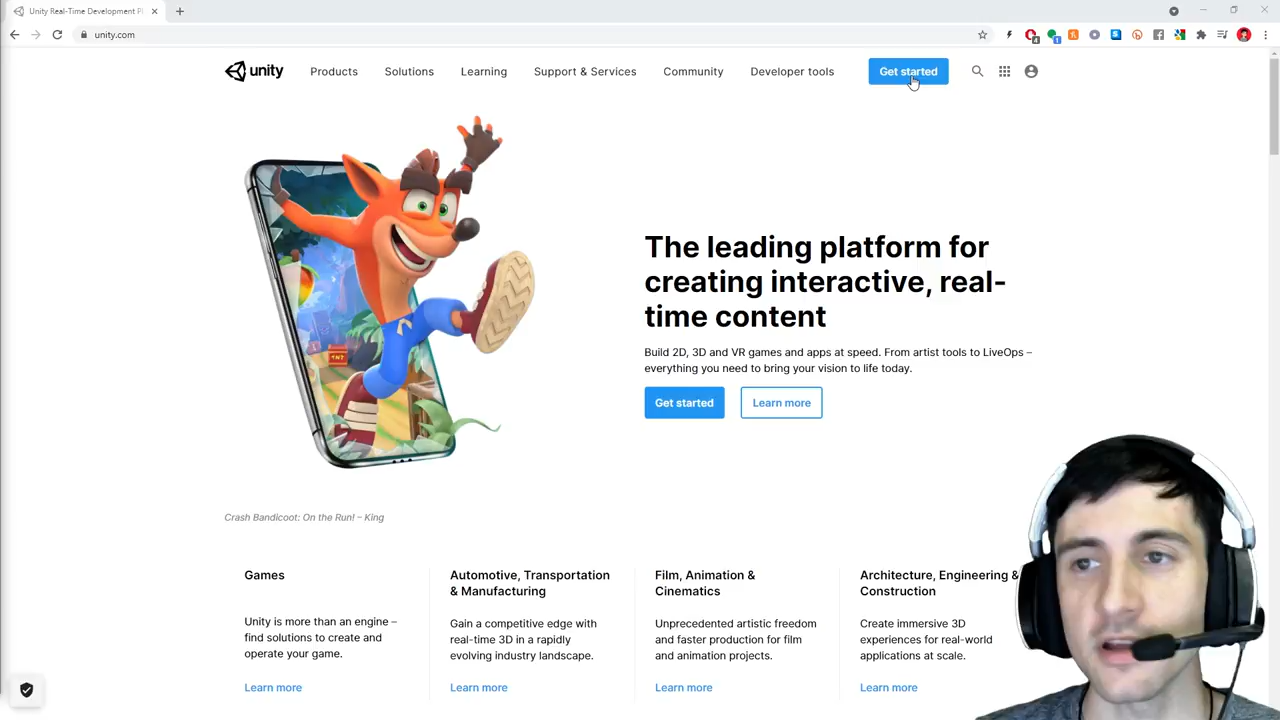 Unity Real-Time Development P
unity.com
unity
Products
Solutions
Learning
Support & Services
Community
Developer tools
Get started
The leading platform for
creating interactive, real-
time content
Build 2D, 3D and VR games and apps at speed. From artist tools to LiveOps –
everything you need to bring your vision to life today.
Get started
Learn more
TNT
Crash Bandicoot: On the Run! – King
Games
Unity is more than an engine –
find solutions to create and
operate your game.
Learn more
Automotive, Transportation
& Manufacturing
Gain a competitive edge with
real-time 3D in a rapidly
evolving industry landscape.
Learn more
Film, Animation &
Cinematics
Unprecedented artistic freedom
and faster production for film
and animation projects.
Learn more
Architecture, Engineering &
Construction
Create immersive 3D
experiences for real-world
applications at scale.
Learn more